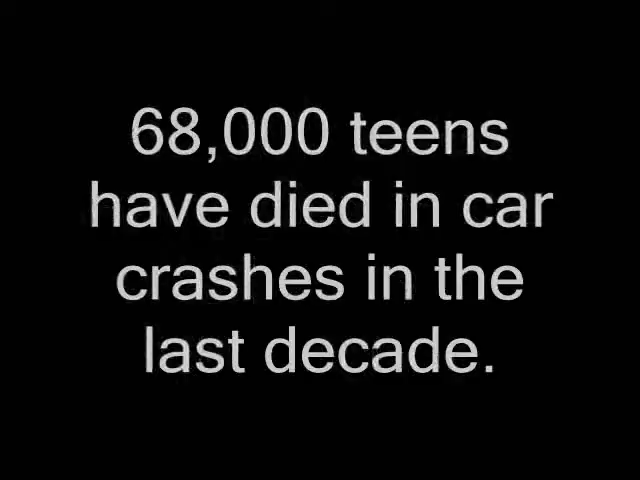 68,000 teens
have died in car
crashes in the
last decade.